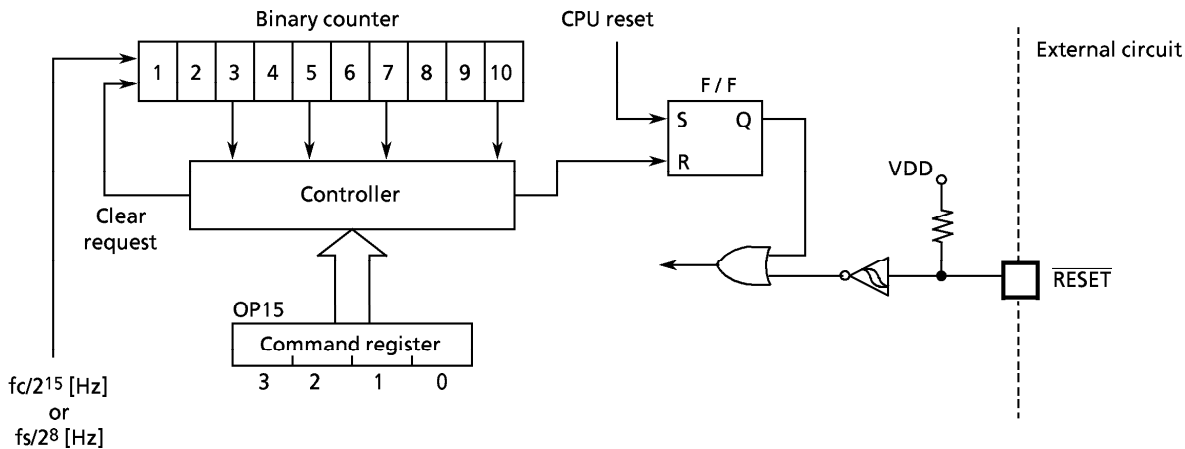 Binary counter
CPU reset
External circuit
1 2 3 4 5 6 7 8 9 10
F / F
S Q
R
VDD
Controller
Clear
request
RESET
OP15
Command register
3 2 1 0
fc/2¹⁵ [Hz]
or
fs/2⁸ [Hz]